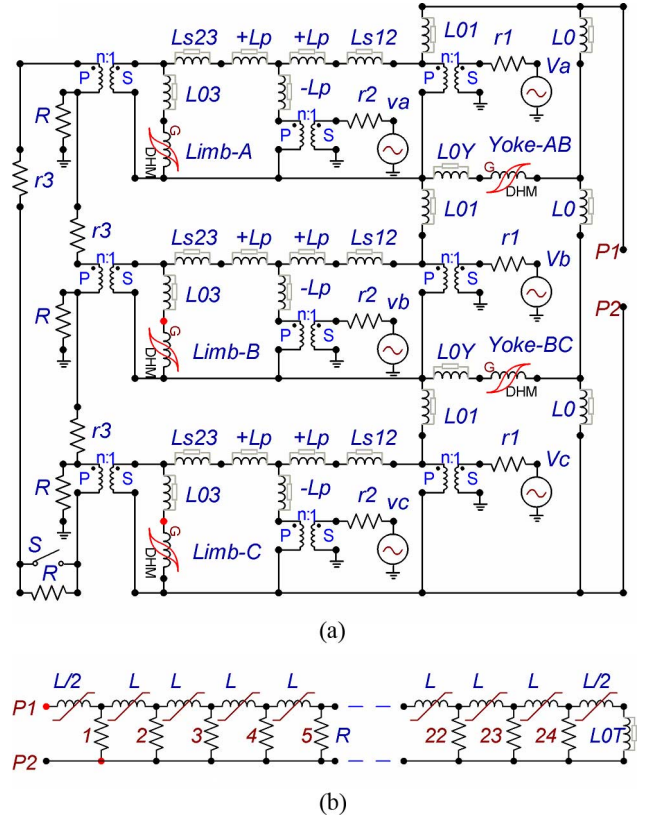 L01 L0
n:1 Ls23 +Lp +Lp Ls12 r1 Va
P S -Lp P S
R L03 n:1 r2 va
G P S
DHM Limb-A L0Y Yoke-AB
r3 G DHM
L01 L0
r3 Ls23 +Lp +Lp Ls12 r1 Vb P1
n:1 n:1
P S -Lp P S
R L03 n:1 r2 vb P2
G P S
DHM Limb-B L0Y Yoke-BC
G DHM
L01 L0
r3 Ls23 +Lp +Lp Ls12 r1 Vc
n:1 n:1
P S -Lp P S
R L03 n:1 r2 vc
S G P S
DHM Limb-C
R
(a)
L/2 L L L L L L L L/2
P1
1 2 3 4 5 R 22 23 24 L0T
P2
(b)